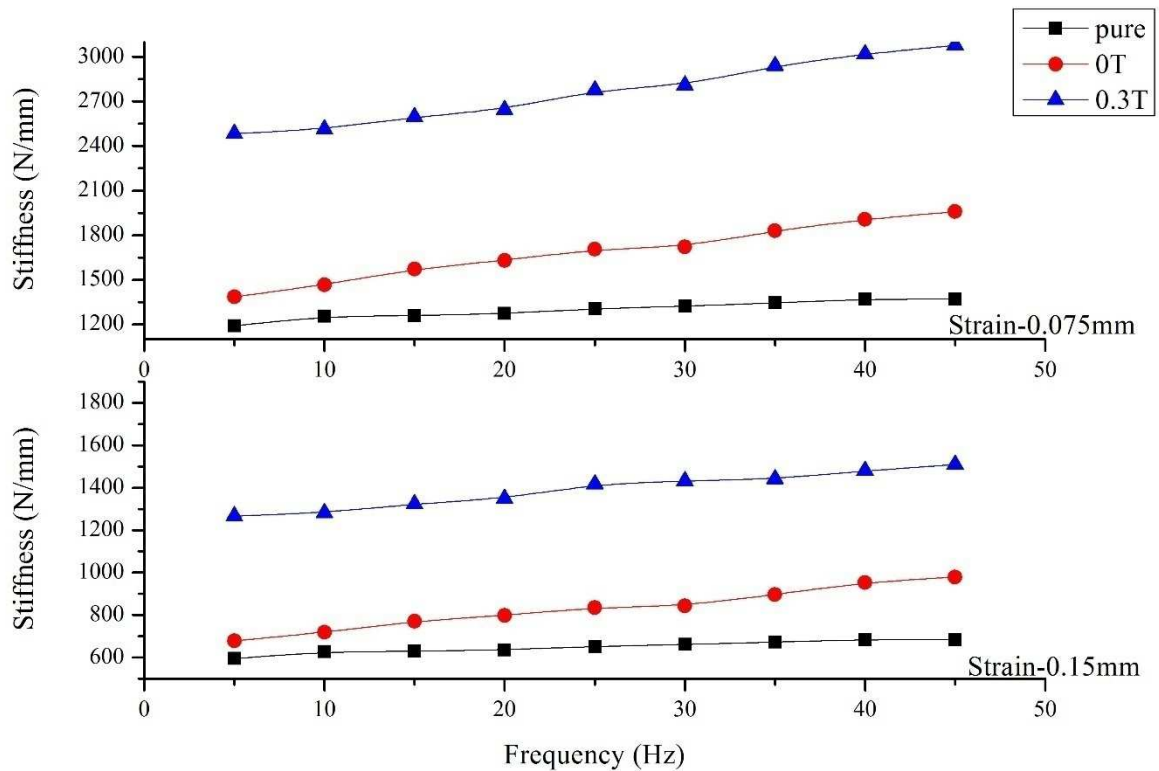 pure
0T
0.3T
3000
2700
2400
2100
1800
1500
1200
Stiffness (N/mm)
Strain-0.075mm
0 10 20 30 40 50
1800
1600
1400
1200
1000
800
600
Stiffness (N/mm)
Strain-0.15mm
0 10 20 30 40 50
Frequency (Hz)